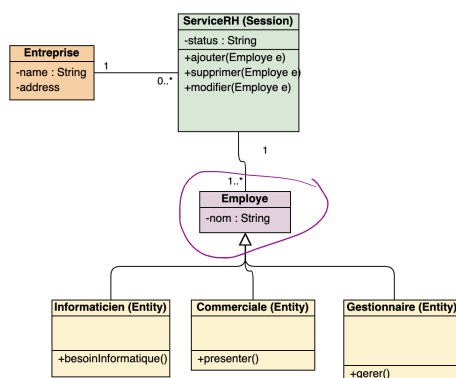 ServiceRH (Session)
-status : String
+ajouter(Employe e)
+supprimer(Employe e)
+modifier(Employe e)
Entreprise
-name : String
-address
1
0..*
1
1..*
Employe
-nom : String
Informaticien (Entity)
+besoinInformatique()
Commerciale (Entity)
+presenter()
Gestionnaire (Entity)
+gerer()